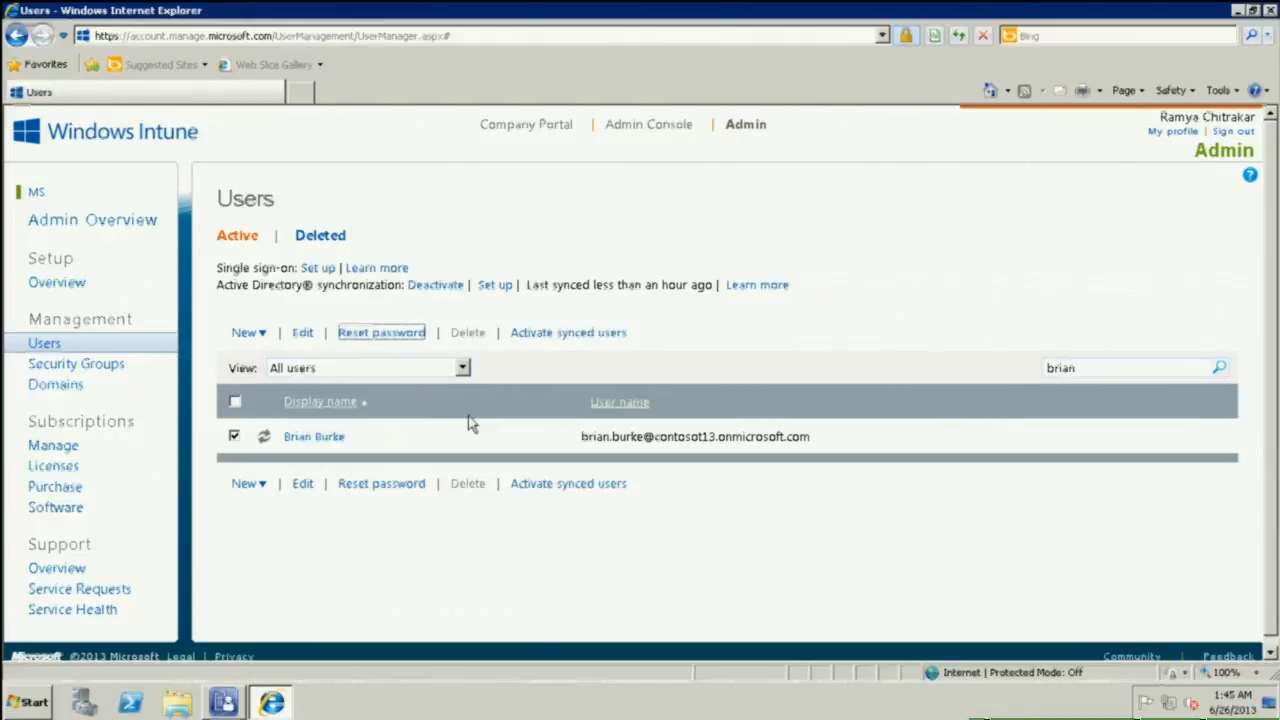 Users - Windows Internet Explorer
https://account.manage.microsoft.com/UserManagement/UserManager.aspx#
Bing
Favorites
Suggested Sites
Web Slice Gallery
Users
Page
Safety
Tools
Windows Intune
Company Portal | Admin Console | Admin
Ramya Chitrakar
My profile | Sign out
Admin
MS
Admin Overview
Setup
Overview
Management
Users
Security Groups
Domains
Subscriptions
Manage
Licenses
Purchase
Software
Support
Overview
Service Requests
Service Health
Users
Active | Deleted
Single sign-on: Set up | Learn more
Active Directory® synchronization: Deactivate | Set up | Last synced less than an hour ago | Learn more
New | Edit | Reset password | Delete | Activate synced users
View: All users
brian
Display name User name
Brian Burke brian.burke@contosot13.onmicrosoft.com
New | Edit | Reset password | Delete | Activate synced users
Microsoft ©2013 Microsoft Legal | Privacy
Community | Feedback
Internet | Protected Mode: Off
100%
Start
1:45 AM
6/26/2013